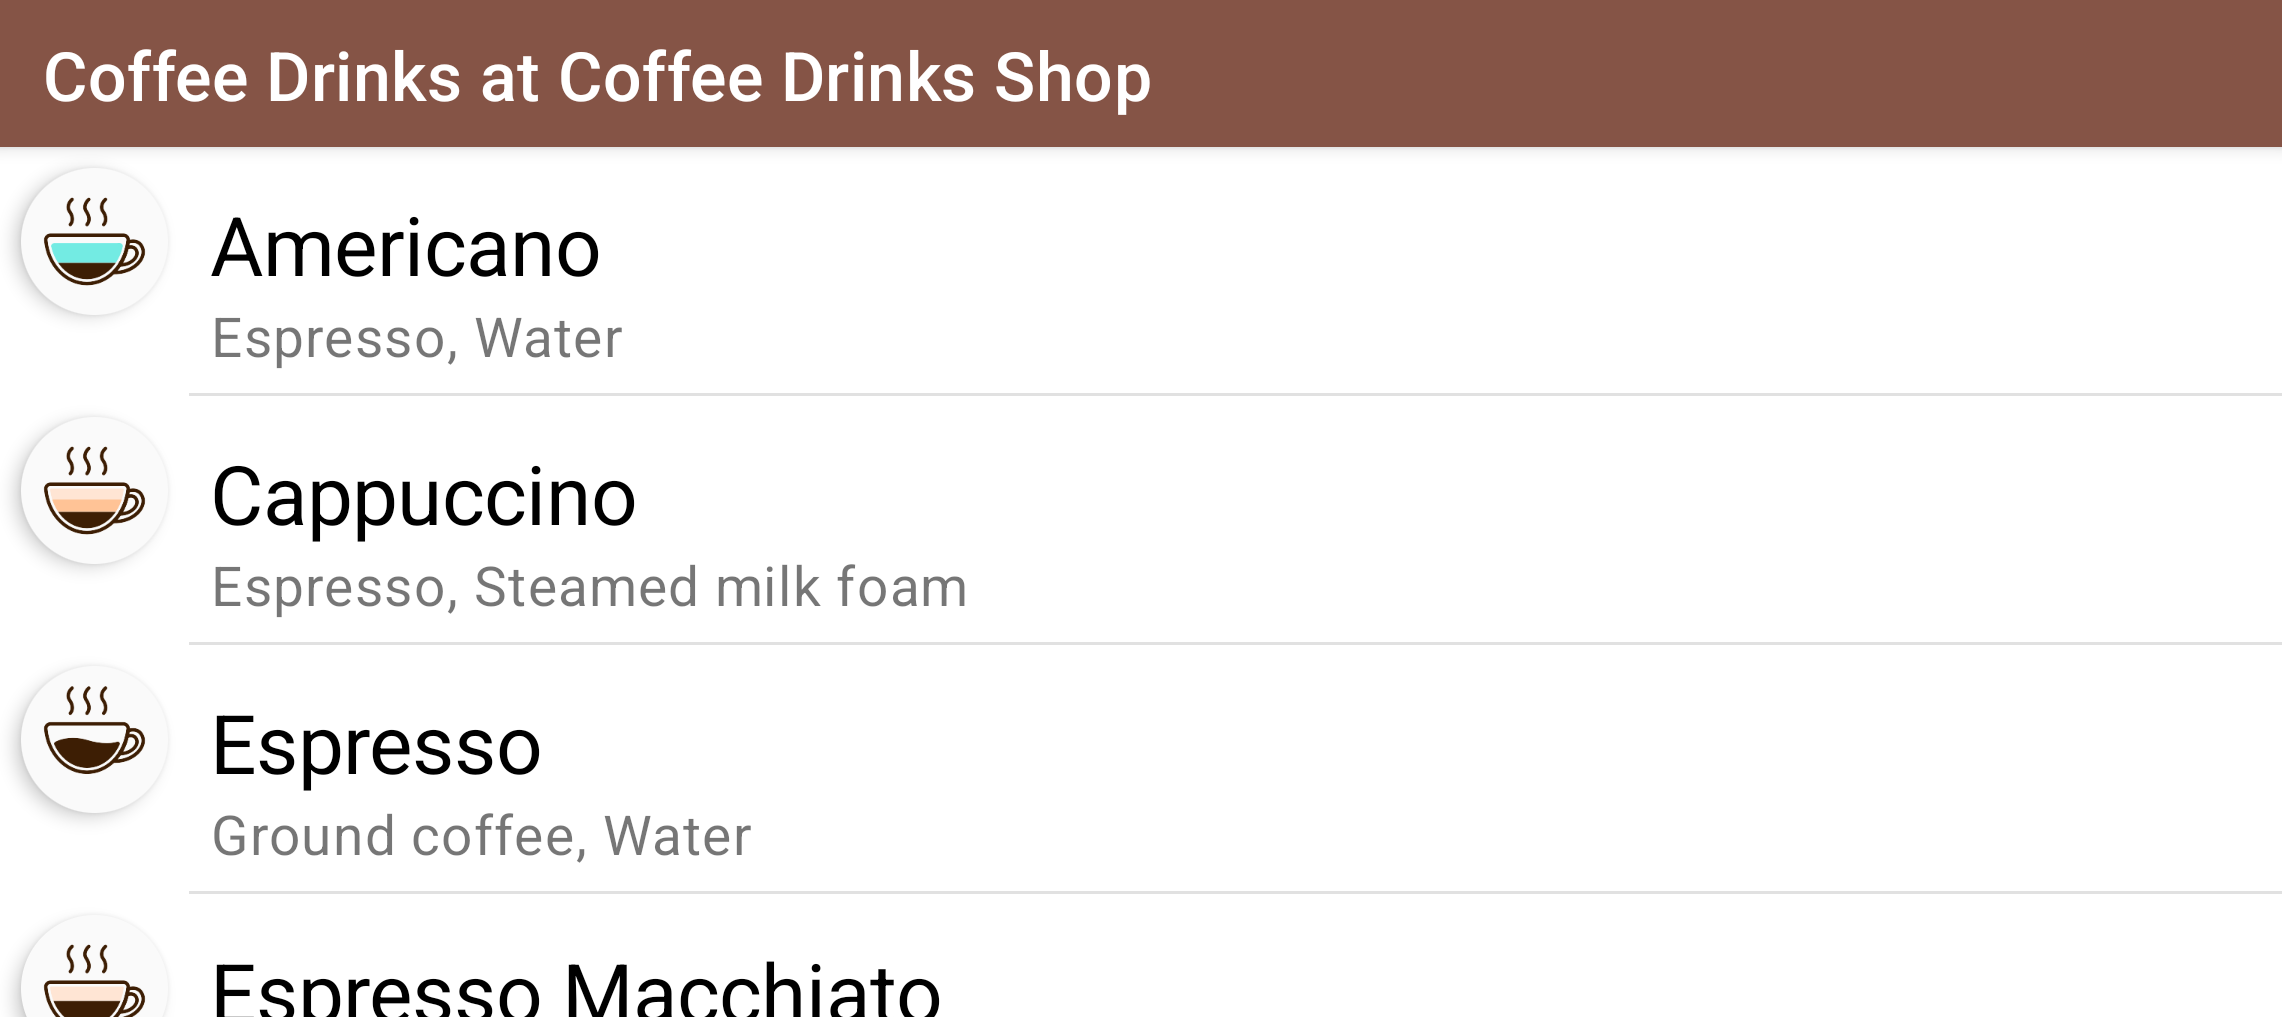 Coffee Drinks at Coffee Drinks Shop
Americano
Espresso, Water
Cappuccino
Espresso, Steamed milk foam
Espresso
Ground coffee, Water
Espresso Macchiato